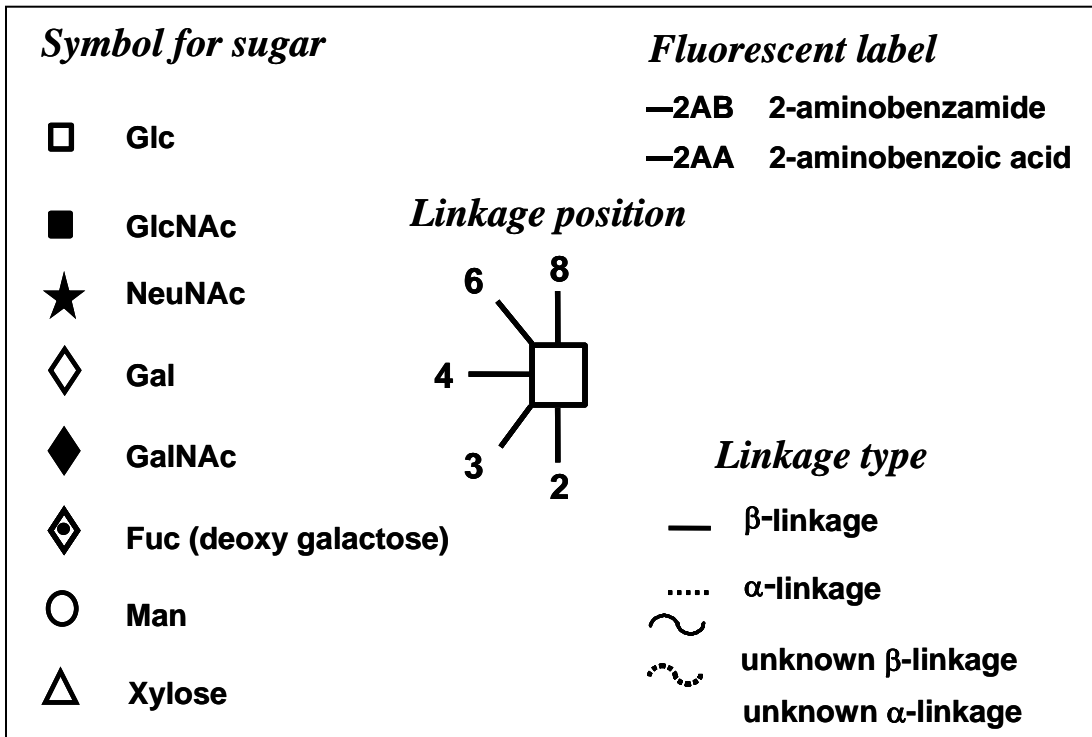 Symbol for sugar
Glc
GlcNAc
NeuNAc
Gal
GalNAc
Fuc (deoxy galactose)
Man
Xylose
Fluorescent label
—2AB 2-aminobenzamide
—2AA 2-aminobenzoic acid
Linkage position
8
6
4
3
2
Linkage type
β-linkage
α-linkage
unknown β-linkage
unknown α-linkage